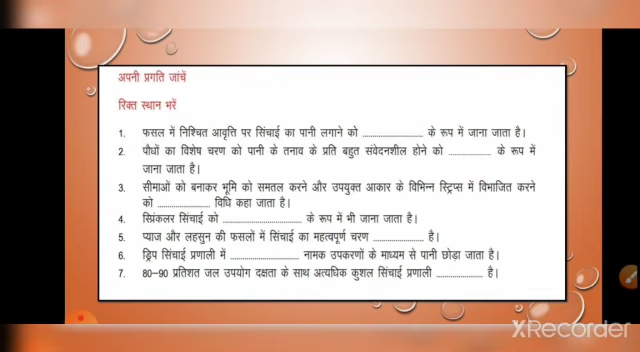 अपनी प्रगति जांचें
रिक्त स्थान भरें
1. फसल में निश्चित आवृत्ति पर सिंचाई का पानी लगाने को ........................ के रूप में जाना जाता है।
2. पौधों का विशेष चरण को पानी के तनाव के प्रति बहुत संवेदनशील होने को ................ के रूप में
जाना जाता है।
3. सीमाओं को बनाकर भूमि को समतल करने और उपयुक्त आकार के विभिन्न स्ट्रिप्स में विभाजित करने
को .................... विधि कहा जाता है।
4. स्प्रिंकलर सिंचाई को ................................ के रूप में भी जाना जाता है।
5. प्याज और लहसुन की फसलों में सिंचाई का महत्वपूर्ण चरण .................... है।
6. ड्रिप सिंचाई प्रणाली में ........................... नामक उपकरणों के माध्यम से पानी छोड़ा जाता है।
7. 80–90 प्रतिशत जल उपयोग दक्षता के साथ अत्यधिक कुशल सिंचाई प्रणाली .................. है।
XRecorder